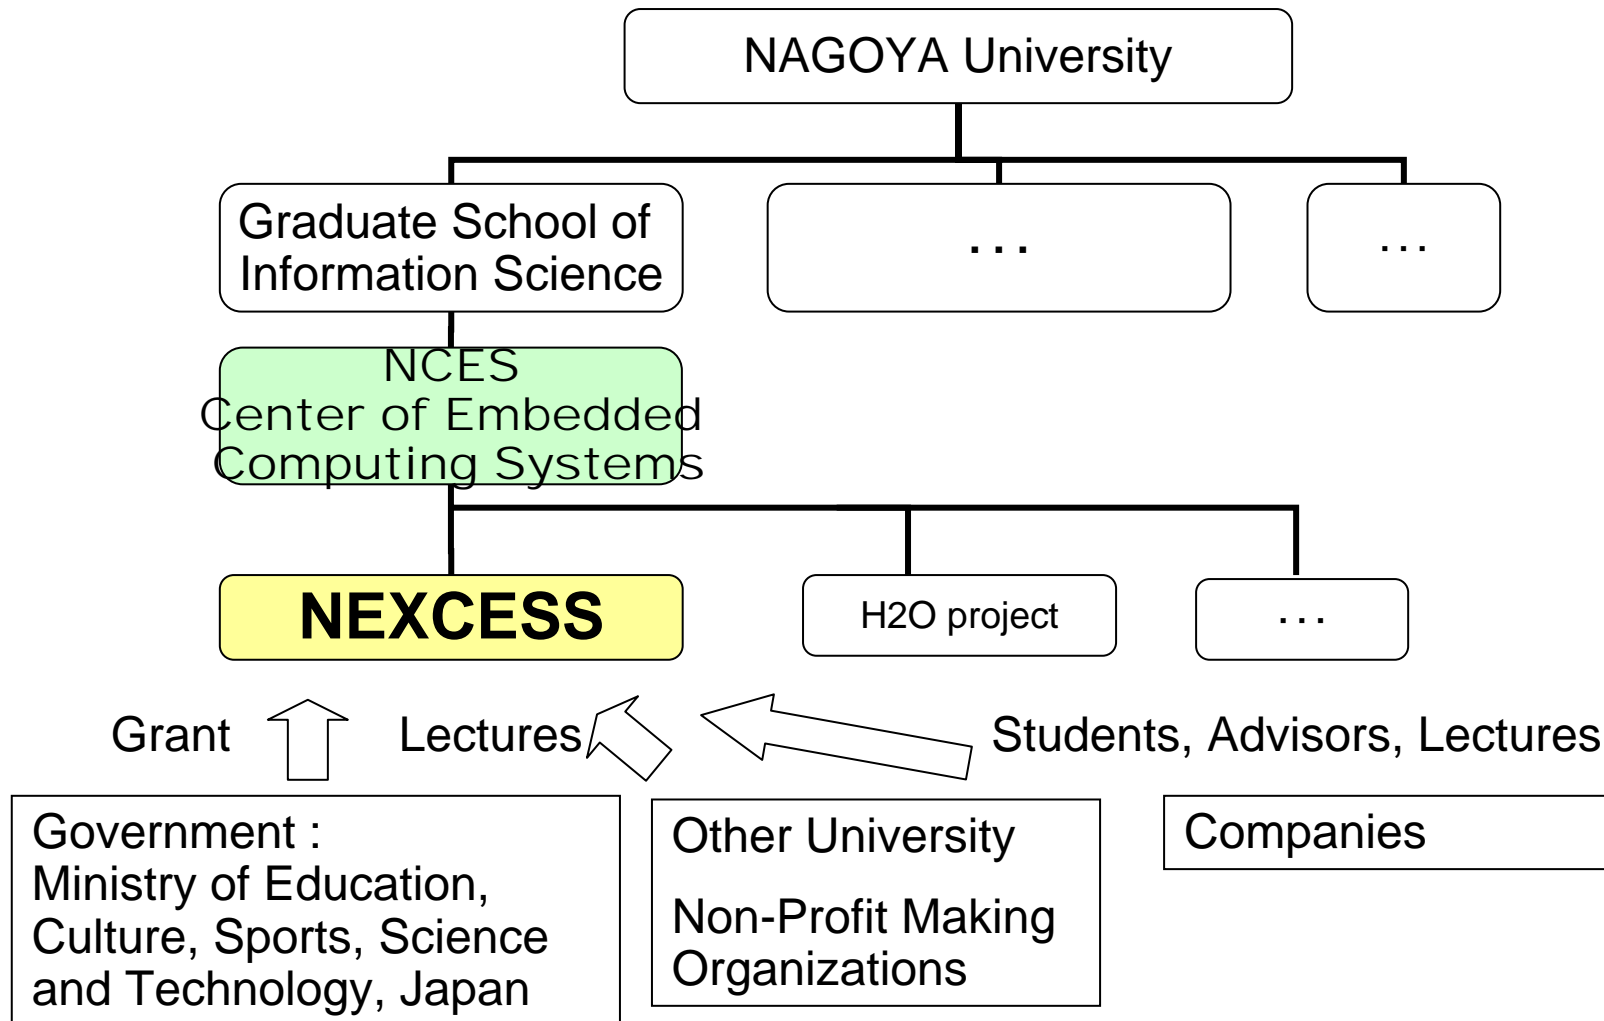 NAGOYA University
Graduate School of
Information Science
...
...
NCES
Center of Embedded
Computing Systems
NEXCESS
H2O project
...
Grant
Lectures
Students, Advisors, Lectures
Government :
Ministry of Education,
Culture, Sports, Science
and Technology, Japan
Other University
Non-Profit Making
Organizations
Companies